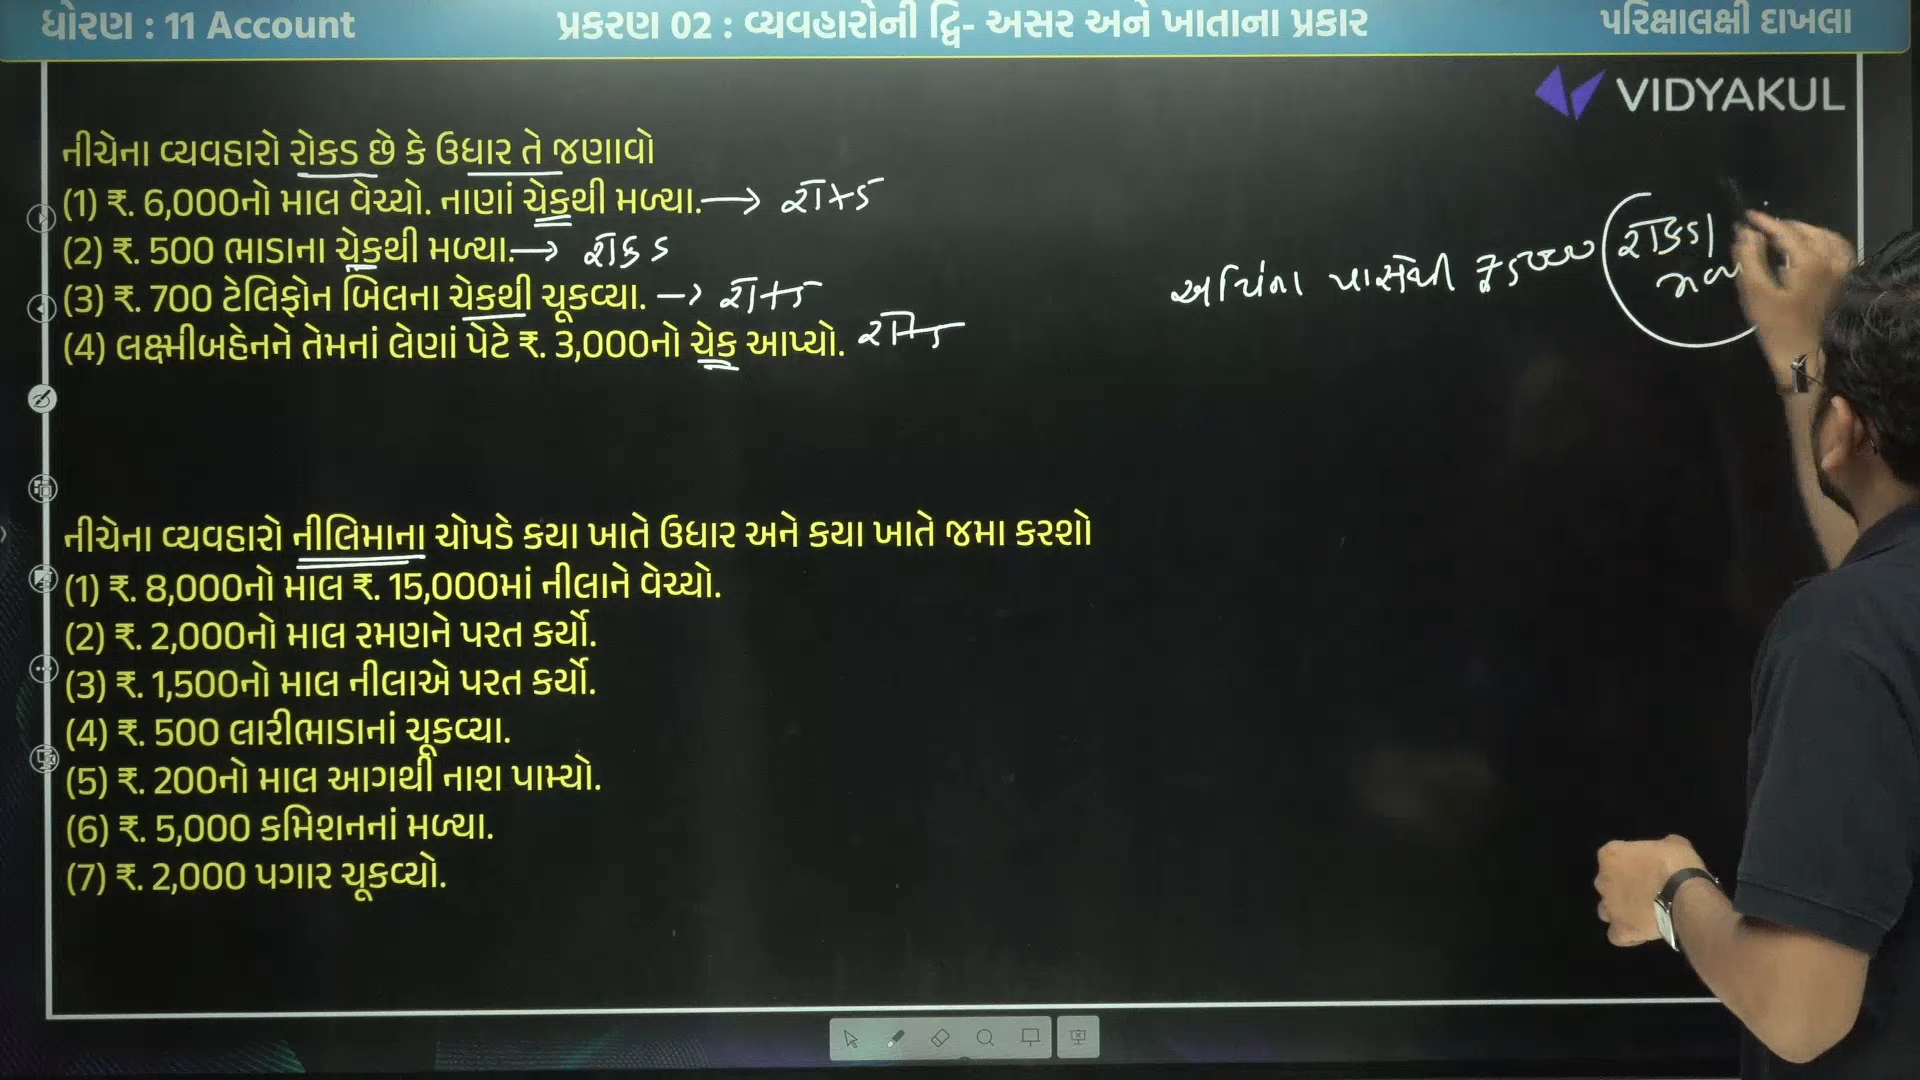 ધોરણ : 11 Account
પ્રકરણ 02 : વ્યવહારોની દ્વિ- અસર અને ખાતાના પ્રકાર
પરિક્ષાલક્ષી દાખલા
VIDYAKUL
નીચેના વ્યવહારો રોકડ છે કે ઉધાર તે જણાવો
(1) ₹. 6,000નો માલ વેચ્યો. નાણાં ચેકથી મળ્યા. → રોકડ
(2) ₹. 500 ભાડાના ચેકથી મળ્યા. → રોકડ
(3) ₹. 700 ટેલિફોન બિલના ચેકથી ચૂકવ્યા. → રોકડ
(4) લક્ષ્મીબહેનને તેમનાં લેણાં પેટે ₹. 3,000નો ચેક આપ્યો. રોકડ
પાસેથી રોકડા
નીચેના વ્યવહારો નીલિમાના ચોપડે કયા ખાતે ઉધાર અને કયા ખાતે જમા કરશો
(1) ₹. 8,000નો માલ ₹. 15,000માં નીલાને વેચ્યો.
(2) ₹. 2,000નો માલ રમણને પરત કર્યો.
(3) ₹. 1,500નો માલ નીલાએ પરત કર્યો.
(4) ₹. 500 લારીભાડાનાં ચૂકવ્યા.
(5) ₹. 200નો માલ આગથી નાશ પામ્યો.
(6) ₹. 5,000 કમિશનનાં મળ્યા.
(7) ₹. 2,000 પગાર ચૂકવ્યો.